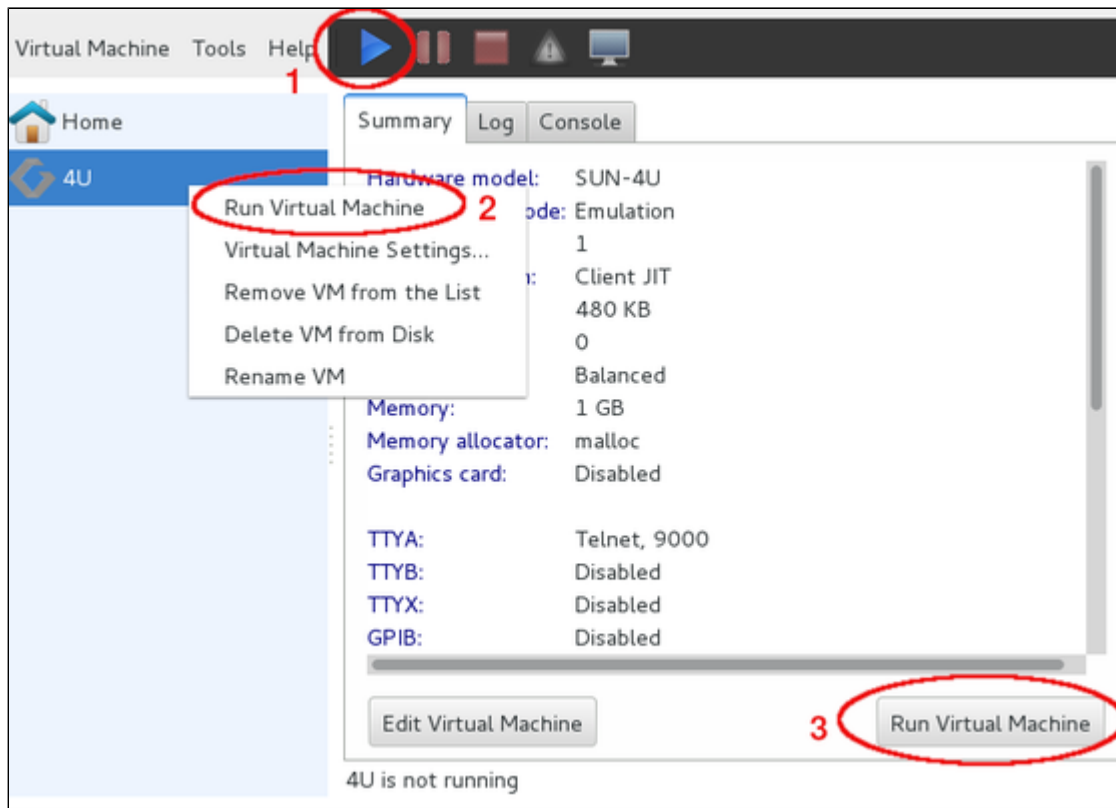 Virtual Machine Tools Help
1
Home
4U
Summary Log Console
Run Virtual Machine
2
Virtual Machine Settings...
Remove VM from the List
Delete VM from Disk
Rename VM
Hardware model: SUN-4U
ode: Emulation
1
n: Client JIT
480 KB
0
Balanced
Memory: 1 GB
Memory allocator: malloc
Graphics card: Disabled
TTYA: Telnet, 9000
TTYB: Disabled
TTYX: Disabled
GPIB: Disabled
Edit Virtual Machine
3
Run Virtual Machine
4U is not running